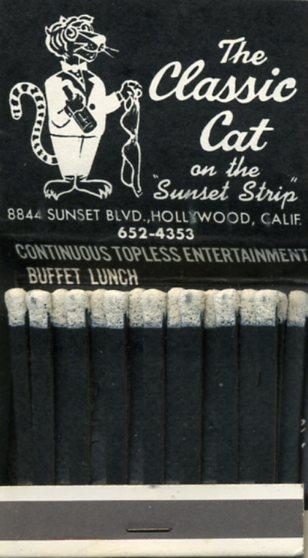 The
Classic
Cat
on the
"Sunset Strip"
8844 SUNSET BLVD., HOLLYWOOD, CALIF.
652-4353
CONTINUOUS TOPLESS ENTERTAINMENT
BUFFET LUNCH